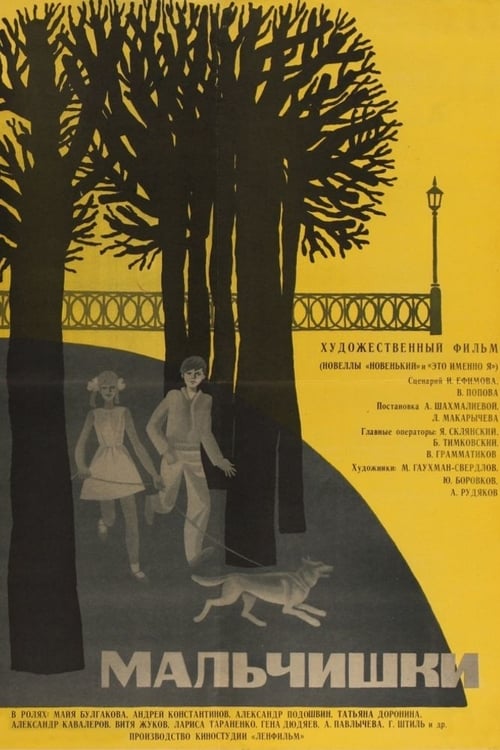 ХУДОЖЕСТВЕННЫЙ ФИЛЬМ
(НОВЕЛЛЫ «НОВЕНЬКИЙ» И «ЭТО ИМЕННО Я»)
Сценарий И. ЕФИМОВА,
В. ПОПОВА
Постановка А. ШАХМАЛИЕВОЙ,
Л. МАКАРЫЧЕВА
Главные операторы: Я. СКЛЯНСКИЙ,
Б. ТИМКОВСКИЙ,
В. ГРАММАТИКОВ
Художники: М. ГАУХМАН-СВЕРДЛОВ,
Ю. БОРОВКОВ,
А. РУДЯКОВ
МАЛЬЧИШКИ
В РОЛЯХ: МАЙЯ БУЛГАКОВА, АНДРЕЙ КОНСТАНТИНОВ, АЛЕКСАНДР ПОДОШВИН, ТАТЬЯНА ДОРОНИНА,
АЛЕКСАНДР КАВАЛЕРОВ, ВИТЯ ЖУКОВ, ЛАРИСА ТАРАНЕНКО, ГЕНА ДЮДЯЕВ, А. ПАВЛЫЧЕВА, Г. ШТИЛЬ и др.
ПРОИЗВОДСТВО КИНОСТУДИИ «ЛЕНФИЛЬМ»